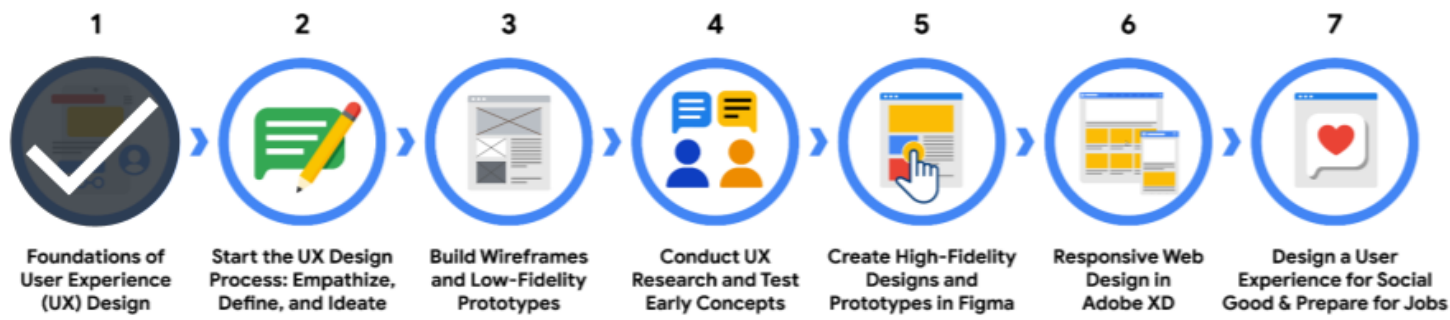 1
2
3
4
5
6
7
Foundations of
User Experience
(UX) Design
Start the UX Design
Process: Empathize,
Define, and Ideate
Build Wireframes
and Low-Fidelity
Prototypes
Conduct UX
Research and Test
Early Concepts
Create High-Fidelity
Designs and
Prototypes in Figma
Responsive Web
Design in
Adobe XD
Design a User
Experience for Social
Good & Prepare for Jobs